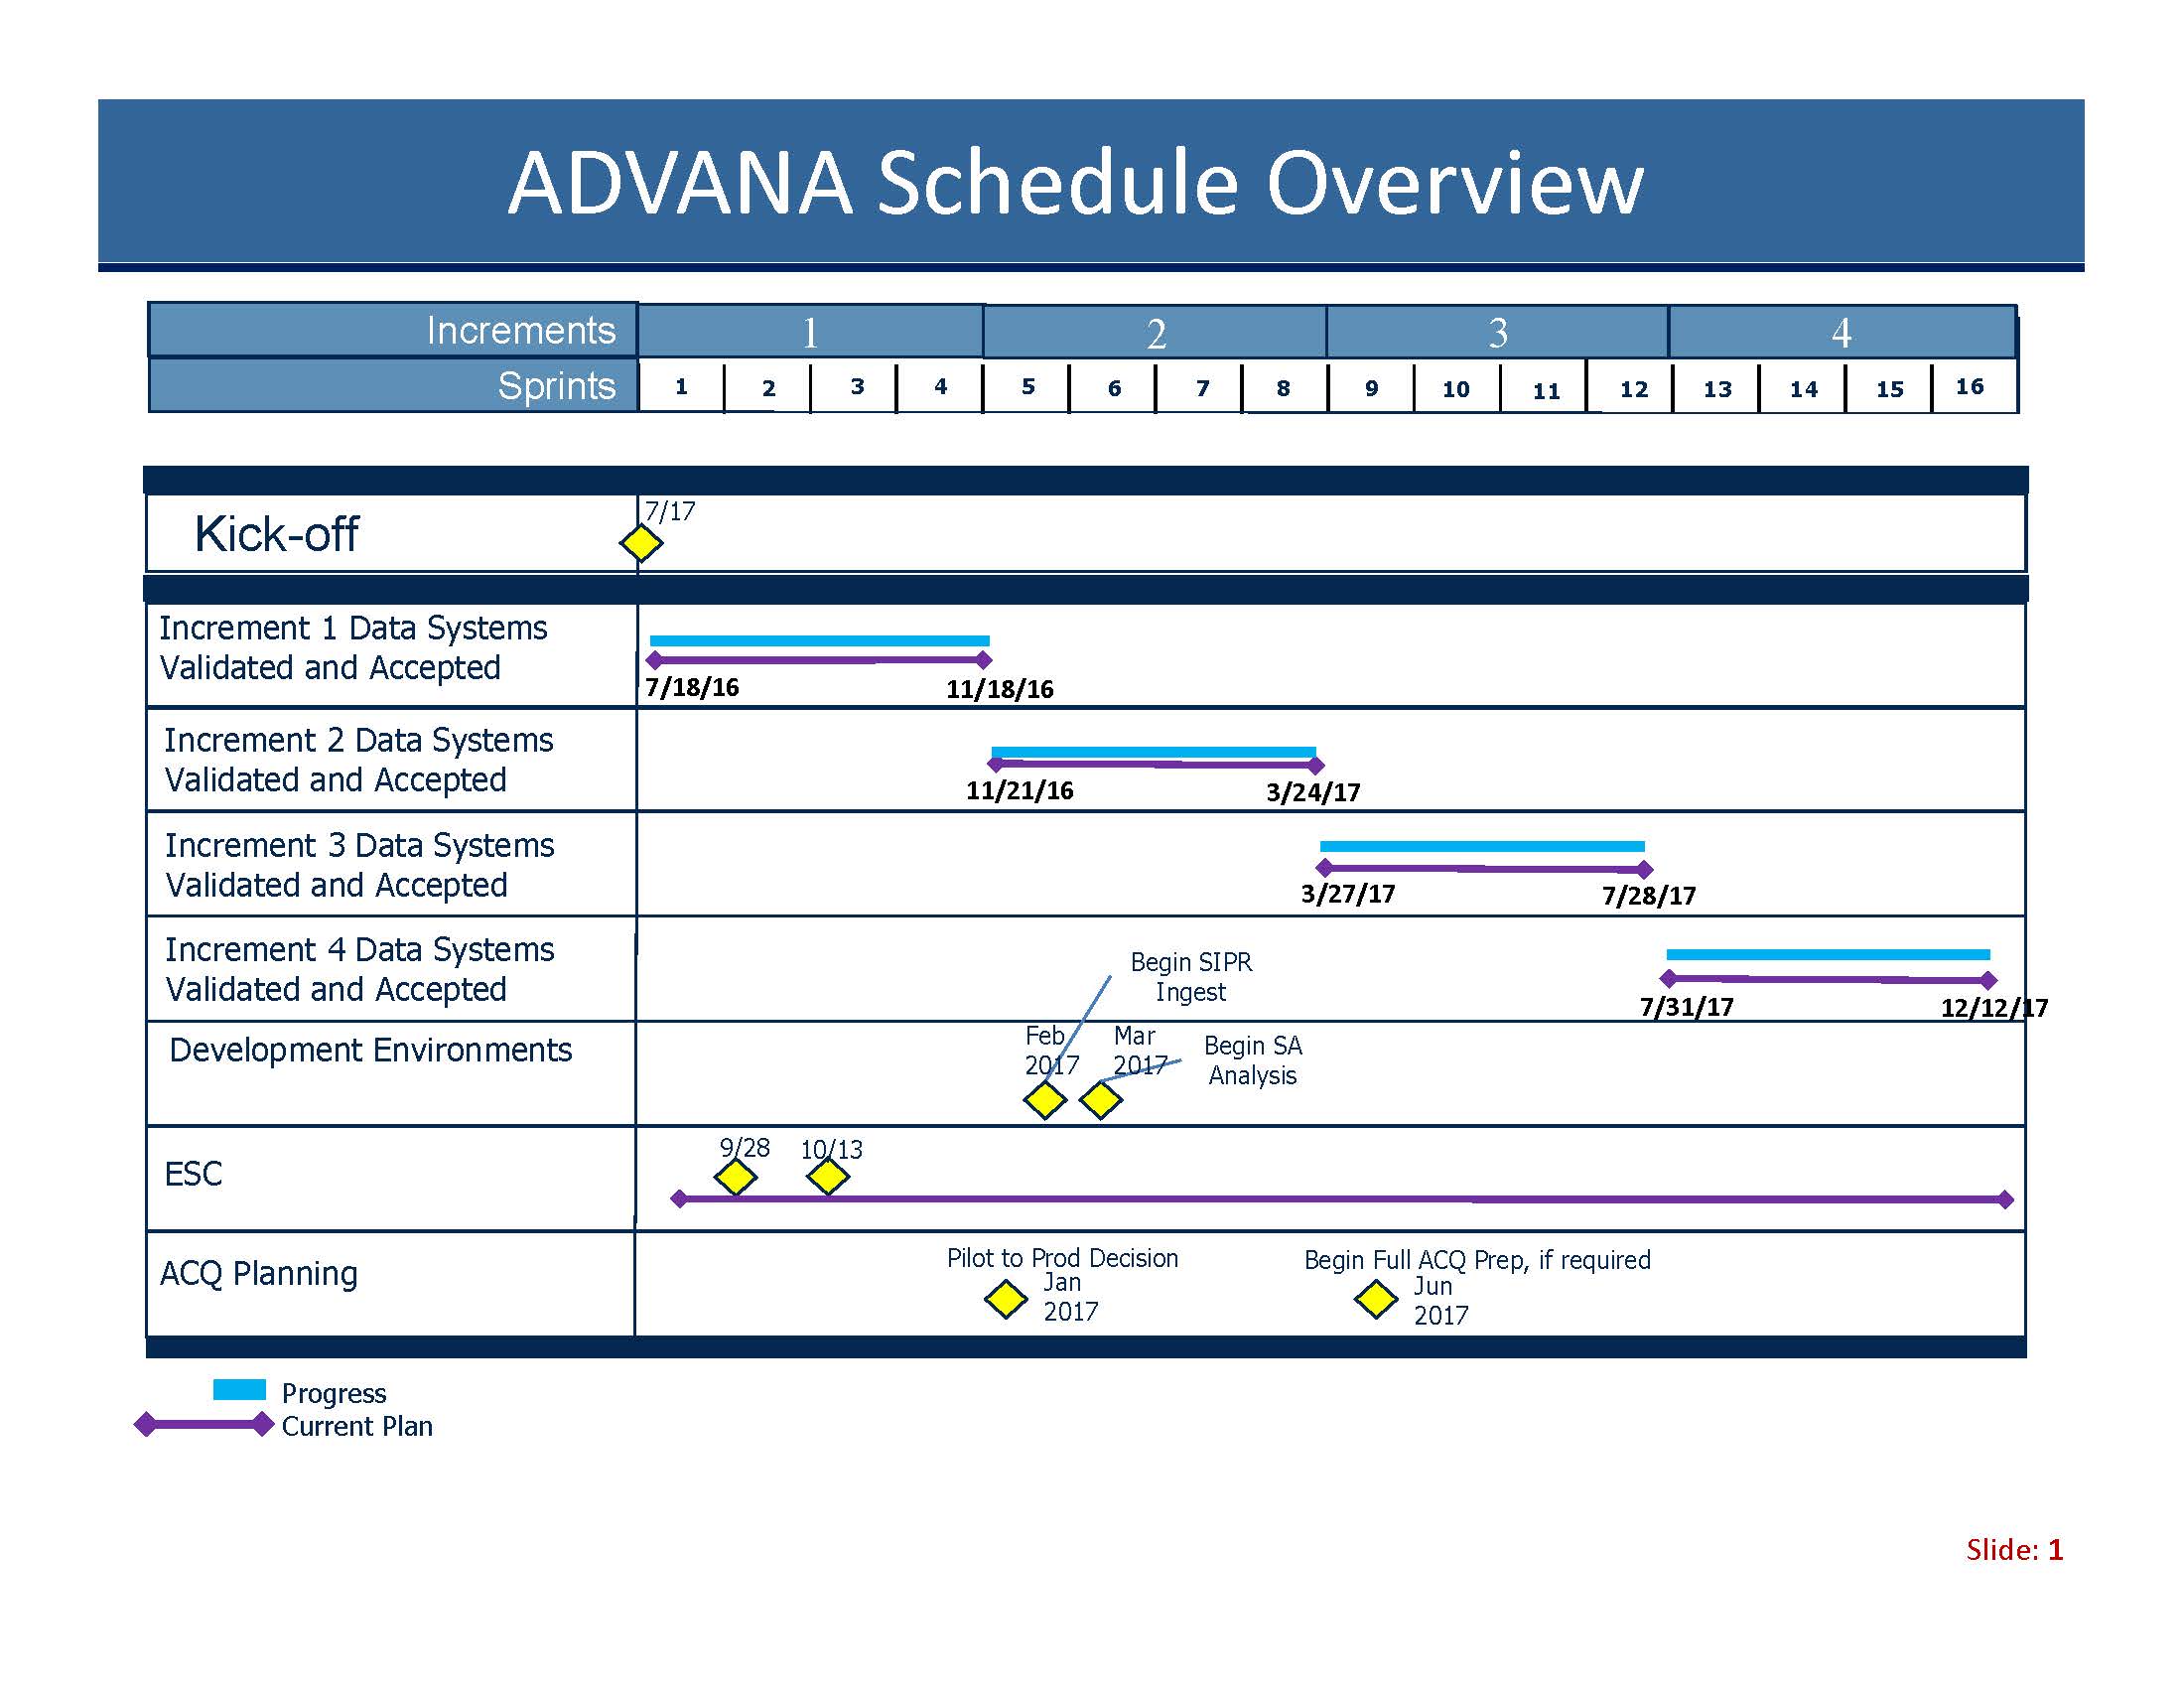 ADVANA Schedule Overview
Increments 1 2 3 4
Sprints 1 2 3 4 5 6 7 8 9 10 11 12 13 14 15 16
Kick-off
7/17
Increment 1 Data Systems
Validated and Accepted
7/18/16 11/18/16
Increment 2 Data Systems
Validated and Accepted
11/21/16 3/24/17
Increment 3 Data Systems
Validated and Accepted
3/27/17 7/28/17
Increment 4 Data Systems
Validated and Accepted
7/31/17 12/12/17
Begin SIPR
Ingest
Development Environments
Feb
2017
Mar
2017
Begin SA
Analysis
ESC
9/28 10/13
ACQ Planning
Pilot to Prod Decision
Jan
2017
Begin Full ACQ Prep, if required
Jun
2017
Progress
Current Plan
Slide: 1